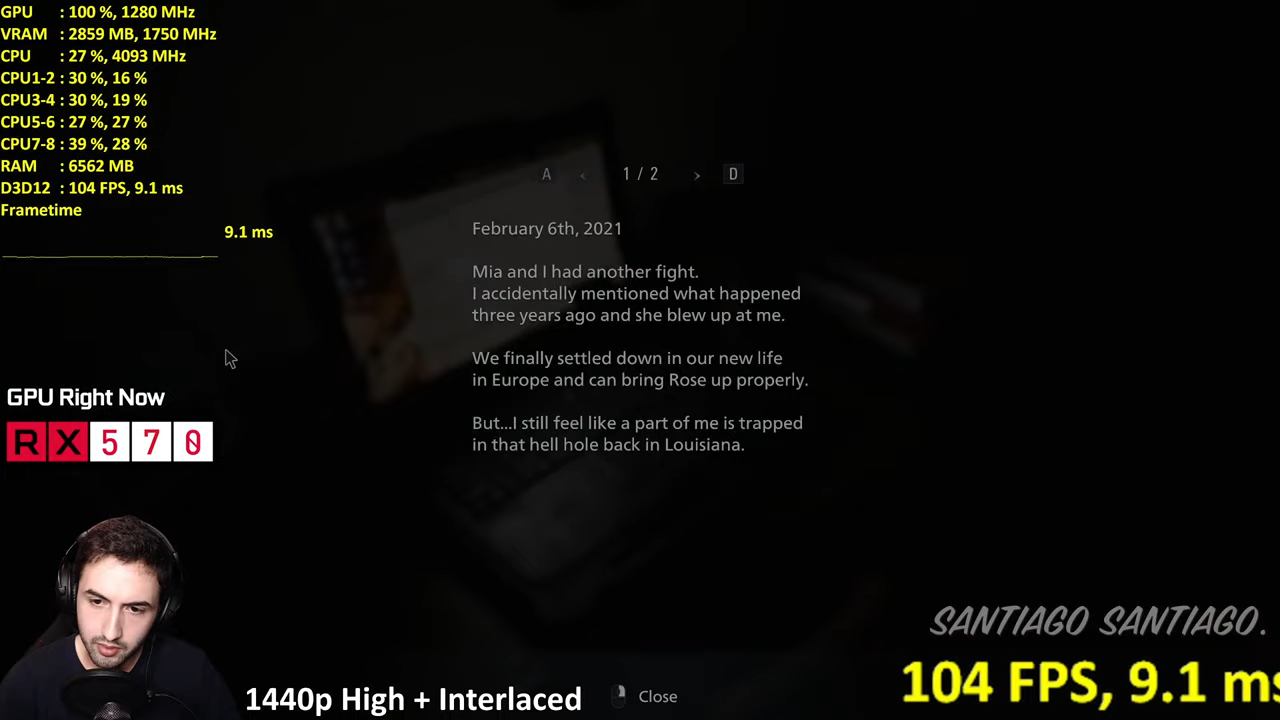 GPU : 100 %, 1280 MHz
VRAM : 2859 MB, 1750 MHz
CPU : 27 %, 4093 MHz
CPU1-2 : 30 %, 16 %
CPU3-4 : 30 %, 19 %
CPU5-6 : 27 %, 27 %
CPU7-8 : 39 %, 28 %
RAM : 6562 MB
D3D12 : 104 FPS, 9.1 ms
Frametime
9.1 ms
A < 1 / 2 > D
February 6th, 2021
Mia and I had another fight.
I accidentally mentioned what happened
three years ago and she blew up at me.
We finally settled down in our new life
in Europe and can bring Rose up properly.
But...I still feel like a part of me is trapped
in that hell hole back in Louisiana.
GPU Right Now
RX 570
SANTIAGO SANTIAGO.
104 FPS, 9.1 ms
1440p High + Interlaced
Close